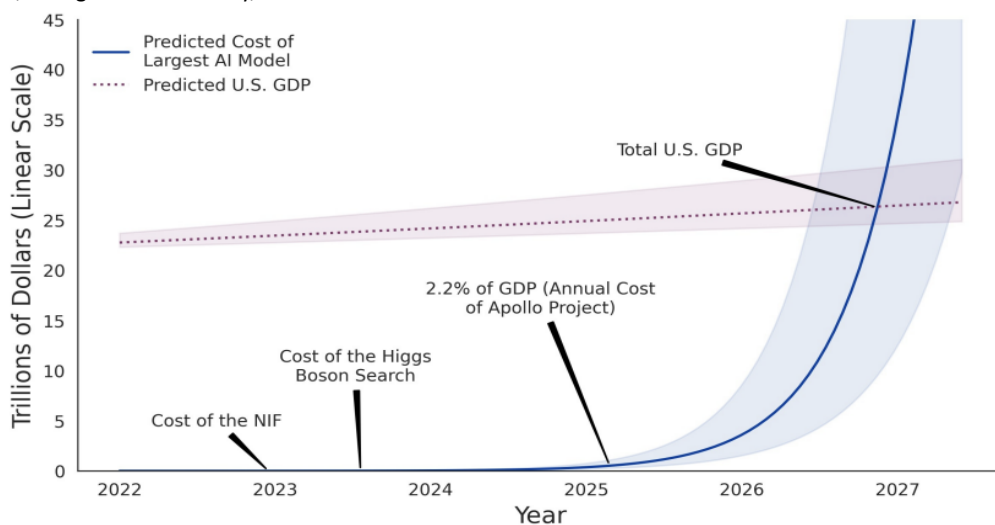 45
40
35
30
25
20
15
10
5
0
Trillions of Dollars (Linear Scale)
Predicted Cost of
Largest AI Model
Predicted U.S. GDP
Total U.S. GDP
2.2% of GDP (Annual Cost
of Apollo Project)
Cost of the Higgs
Boson Search
Cost of the NIF
2022
2023
2024
2025
2026
2027
Year